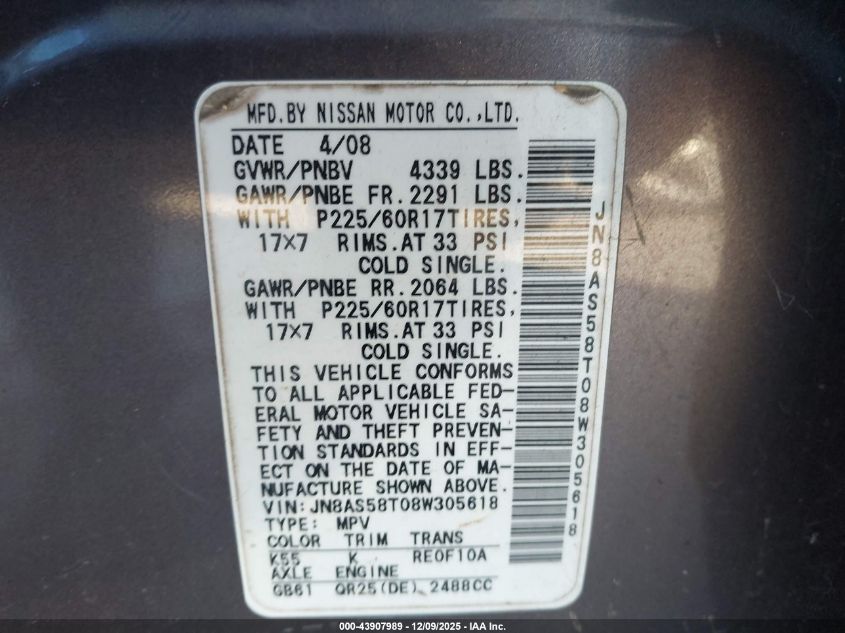 MFD.BY NISSAN MOTOR CO.,LTD.
DATE 4/08
GVWR/PNBV 4339 LBS.
GAWR/PNBE FR.2291 LBS.
WITH P225/60R17TIRES,
17×7 RIMS.AT 33 PSI
COLD SINGLE.
GAWR/PNBE RR.2064 LBS.
WITH P225/60R17TIRES,
17×7 RIMS.AT 33 PSI
COLD SINGLE.
THIS VEHICLE CONFORMS
TO ALL APPLICABLE FED-
ERAL MOTOR VEHICLE SA-
FETY AND THEFT PREVEN-
TION STANDARDS IN EFF-
ECT ON THE DATE OF MA-
NUFACTURE SHOWN ABOVE.
VIN:JN8AS58T08W305618
TYPE: MPV
COLOR TRIM TRANS
K55 K RE0F10A
AXLE ENGINE
GB61 QR25(DE) 2488CC
JN8AS58T08W305618
000-43907989 - 12/09/2025 - IAA Inc.